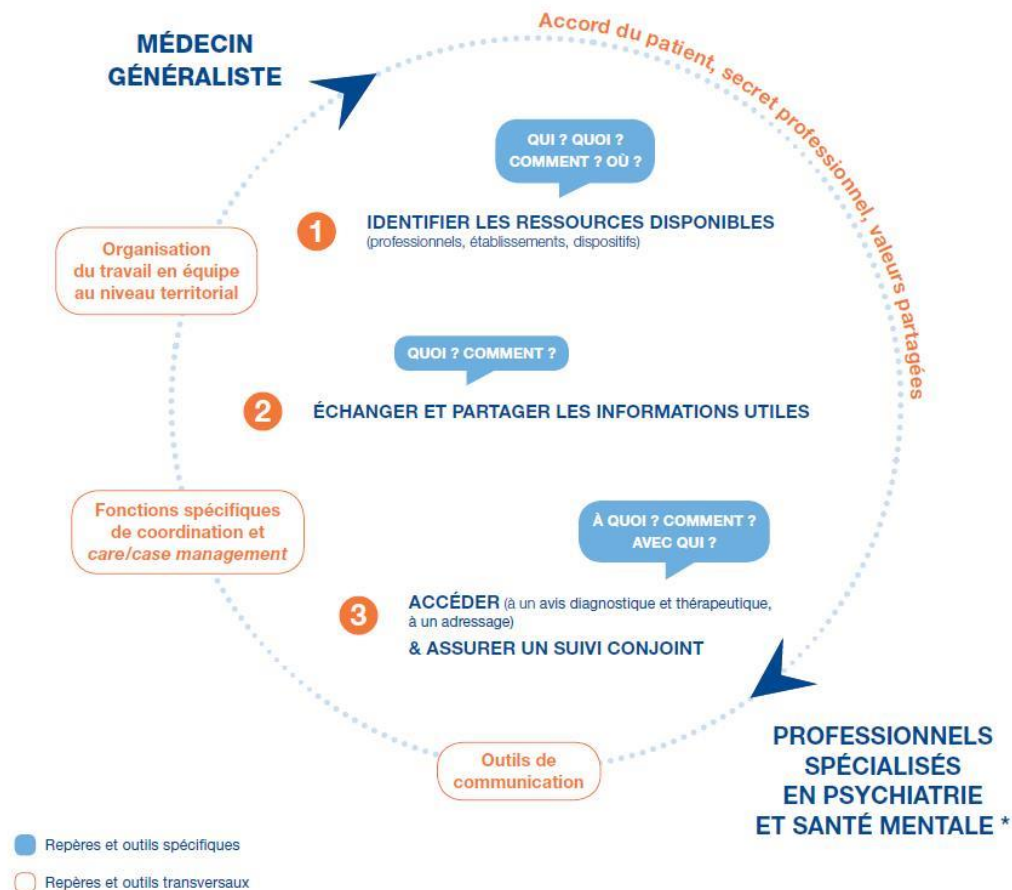 MÉDECIN
GÉNÉRALISTE
Accord du patient, secret professionnel, valeurs partagées
QUI ? QUOI ?
COMMENT ? OÙ ?
1
IDENTIFIER LES RESSOURCES DISPONIBLES
(professionnels, établissements, dispositifs)
Organisation
du travail en équipe
au niveau territorial
QUOI ? COMMENT ?
2
ÉCHANGER ET PARTAGER LES INFORMATIONS UTILES
Fonctions spécifiques
de coordination et
care/case management
À QUOI ? COMMENT ?
AVEC QUI ?
3
ACCÉDER (à un avis diagnostique et thérapeutique,
à un adressage)
& ASSURER UN SUIVI CONJOINT
Outils de
communication
PROFESSIONNELS
SPÉCIALISÉS
EN PSYCHIATRIE
ET SANTÉ MENTALE *
Repères et outils spécifiques
Repères et outils transversaux